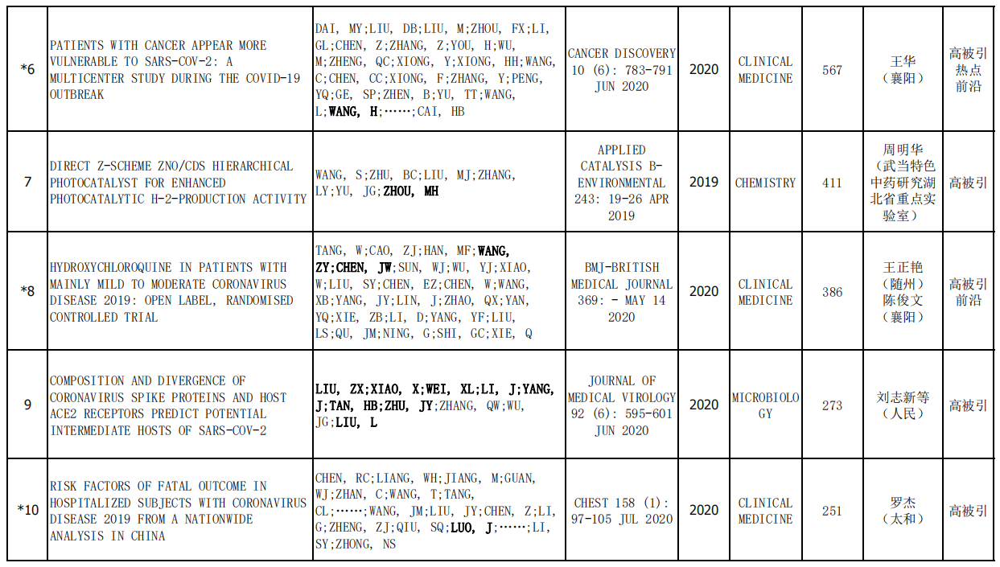 *6
PATIENTS WITH CANCER APPEAR MORE
VULNERABLE TO SARS-COV-2: A
MULTICENTER STUDY DURING THE COVID-19
OUTBREAK
DAI, MY;LIU, DB;LIU, M;ZHOU, FX;LI,
GL;CHEN, Z;ZHANG, Z;YOU, H;WU,
M;ZHENG, QC;XIONG, Y;XIONG, HH;WANG,
C;CHEN, CC;XIONG, F;ZHANG, Y;PENG,
YQ;GE, SP;ZHEN, B;YU, TT;WANG,
L;WANG, H;……;CAI, HB
CANCER DISCOVERY
10 (6): 783-791
JUN 2020
2020
CLINICAL
MEDICINE
567
王华
（襄阳）
高被引
热点
前沿
7
DIRECT Z-SCHEME ZNO/CDS HIERARCHICAL
PHOTOCATALYST FOR ENHANCED
PHOTOCATALYTIC H-2-PRODUCTION ACTIVITY
WANG, S;ZHU, BC;LIU, MJ;ZHANG,
LY;YU, JG;ZHOU, MH
APPLIED
CATALYSIS B-
ENVIRONMENTAL
243: 19-26 APR
2019
2019
CHEMISTRY
411
周明华
（武当特色
中药研究湖
北省重点实
验室）
高被引
*8
HYDROXYCHLOROQUINE IN PATIENTS WITH
MAINLY MILD TO MODERATE CORONAVIRUS
DISEASE 2019: OPEN LABEL, RANDOMISED
CONTROLLED TRIAL
TANG, W;CAO, ZJ;HAN, MF;WANG,
ZY;CHEN, JW;SUN, WJ;WU, YJ;XIAO,
W;LIU, SY;CHEN, EZ;CHEN, W;WANG,
XB;YANG, JY;LIN, J;ZHAO, QX;YAN,
YQ;XIE, ZB;LI, D;YANG, YF;LIU,
LS;QU, JM;NING, G;SHI, GC;XIE, Q
BMJ-BRITISH
MEDICAL JOURNAL
369: - MAY 14
2020
2020
CLINICAL
MEDICINE
386
王正艳
（随州）
陈俊文
（襄阳）
高被引
前沿
9
COMPOSITION AND DIVERGENCE OF
CORONAVIRUS SPIKE PROTEINS AND HOST
ACE2 RECEPTORS PREDICT POTENTIAL
INTERMEDIATE HOSTS OF SARS-COV-2
LIU, ZX;XIAO, X;WEI, XL;LI, J;YANG,
J;TAN, HB;ZHU, JY;ZHANG, QW;WU,
JG;LIU, L
JOURNAL OF
MEDICAL VIROLOGY
92 (6): 595-601
JUN 2020
2020
MICROBIOLO
GY
273
刘志新等
（人民）
高被引
*10
RISK FACTORS OF FATAL OUTCOME IN
HOSPITALIZED SUBJECTS WITH CORONAVIRUS
DISEASE 2019 FROM A NATIONWIDE
ANALYSIS IN CHINA
CHEN, RC;LIANG, WH;JIANG, M;GUAN,
WJ;ZHAN, C;WANG, T;TANG,
CL;……;WANG, JM;LIU, JY;CHEN, Z;LI,
G;ZHENG, ZJ;QIU, SQ;LUO, J;……;LI,
SY;ZHONG, NS
CHEST 158 (1):
97-105 JUL 2020
2020
CLINICAL
MEDICINE
251
罗杰
（太和）
高被引